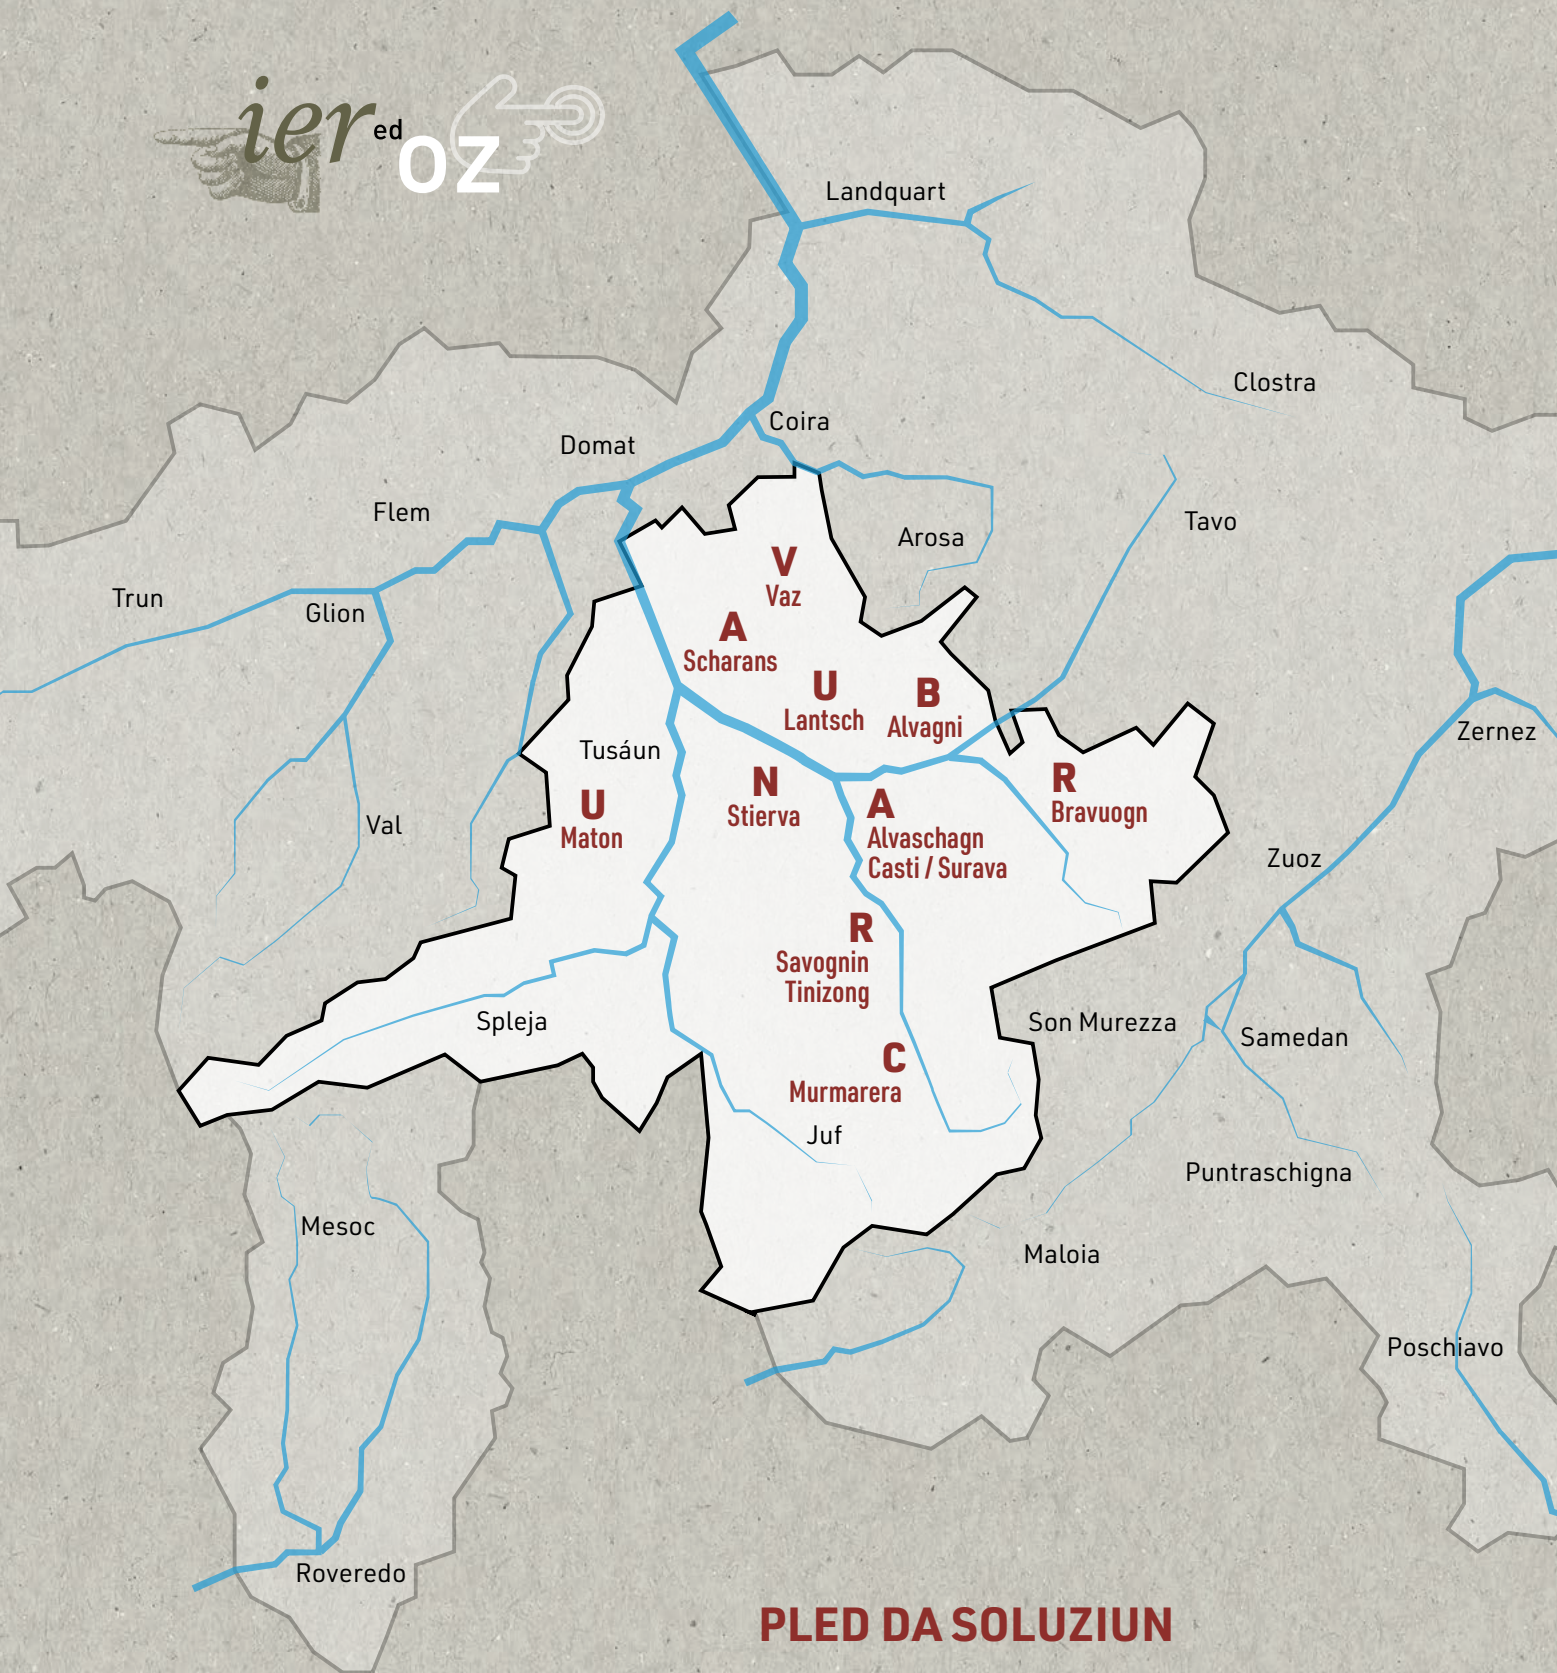 ier
ed
oz
Landquart
Clostra
Coira
Domat
Flem
Tavo
Arosa
V
Vaz
Trun
Glion
A
Scharans
U
Lantsch
B
Alvagni
Zernez
Tusáun
N
Stierva
R
Bravuogn
U
Maton
A
Alvaschagn
Casti / Surava
Val
Zuoz
R
Savognin
Tinizong
Spleja
Son Murezza
Samedan
C
Murmarera
Juf
Puntraschigna
Mesoc
Maloia
Poschiavo
Roveredo
PLED DA SOLUZIUN